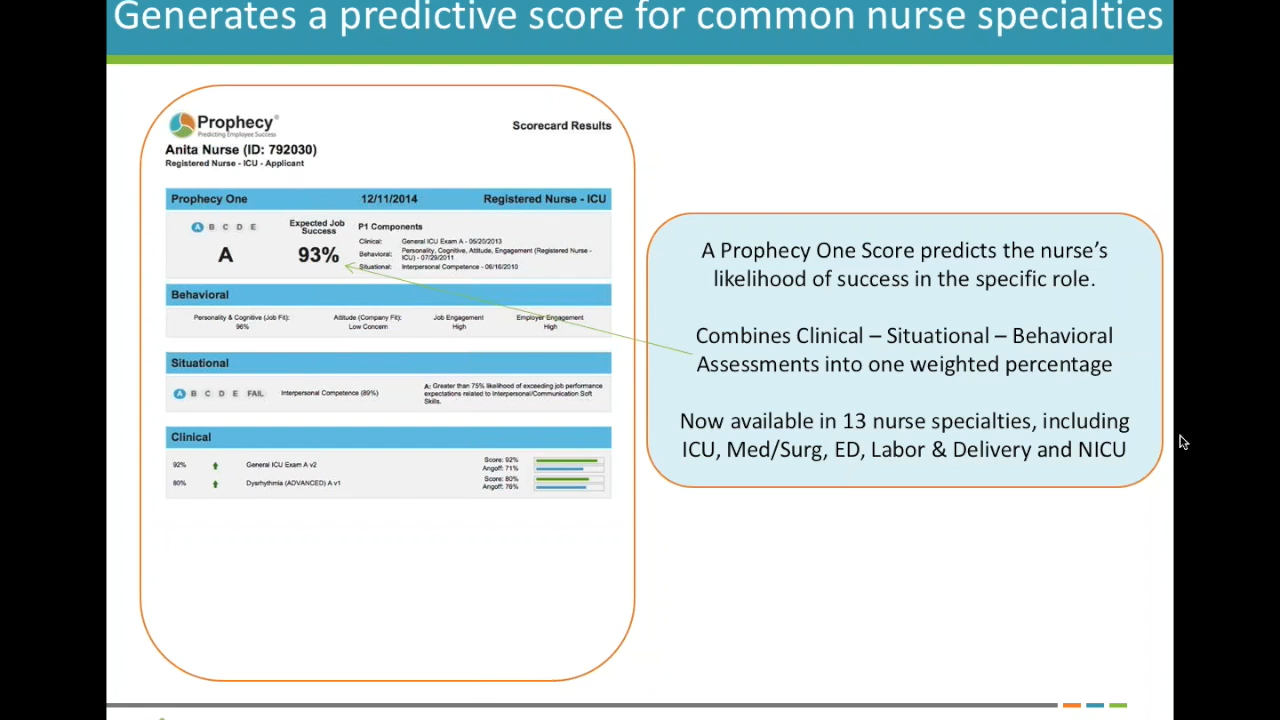 Generates a predictive score for common nurse specialties
Prophecy®
Predicting Employee Success
Scorecard Results
Anita Nurse (ID: 792030)
Registered Nurse - ICU - Applicant
Prophecy One 12/11/2014 Registered Nurse - ICU
A B C D E
A
Expected Job
Success
93%
P1 Components
Clinical: General ICU Exam A - 05/20/2013
Behavioral: Personality, Cognitive, Attitude, Engagement (Registered Nurse -
ICU) - 07/29/2011
Situational: Interpersonal Competence - 06/16/2010
Behavioral
Personality & Cognitive (Job Fit): Attitude (Company Fit): Job Engagement Employer Engagement
96% Low Concern High High
Situational
A B C D E FAIL
Interpersonal Competence (89%)
A: Greater than 75% likelihood of exceeding job performance
expectations related to Interpersonal/Communication Soft
Skills.
Clinical
92% General ICU Exam A v2 Score: 92%
Angoff: 71%
80% Dysrhythmia (ADVANCED) A v1 Score: 80%
Angoff: 76%
A Prophecy One Score predicts the nurse’s
likelihood of success in the specific role.
Combines Clinical – Situational – Behavioral
Assessments into one weighted percentage
Now available in 13 nurse specialties, including
ICU, Med/Surg, ED, Labor & Delivery and NICU